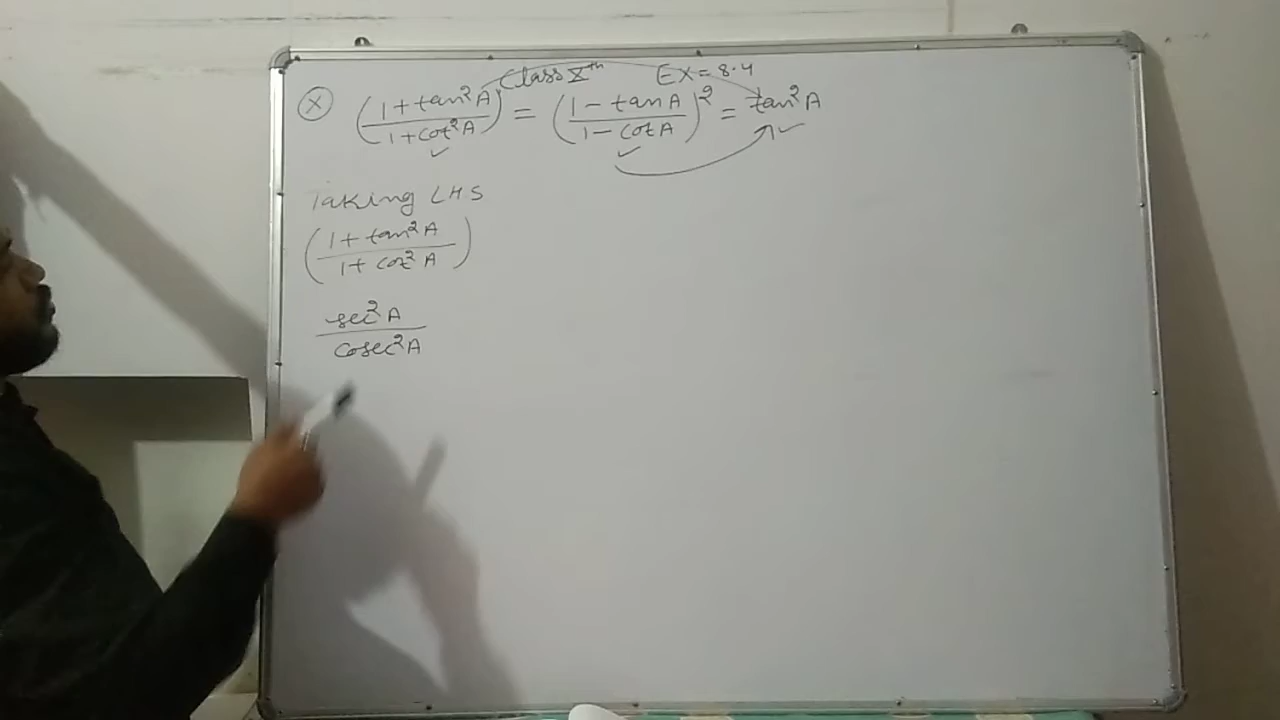 Class Xth EX = 8.4
(X) (1 + tan²A / 1 + cot²A) = (1 - tan A / 1 - cot A)² = tan²A
Taking LHS
(1 + tan²A / 1 + cot²A)
sec²A / cosec²A